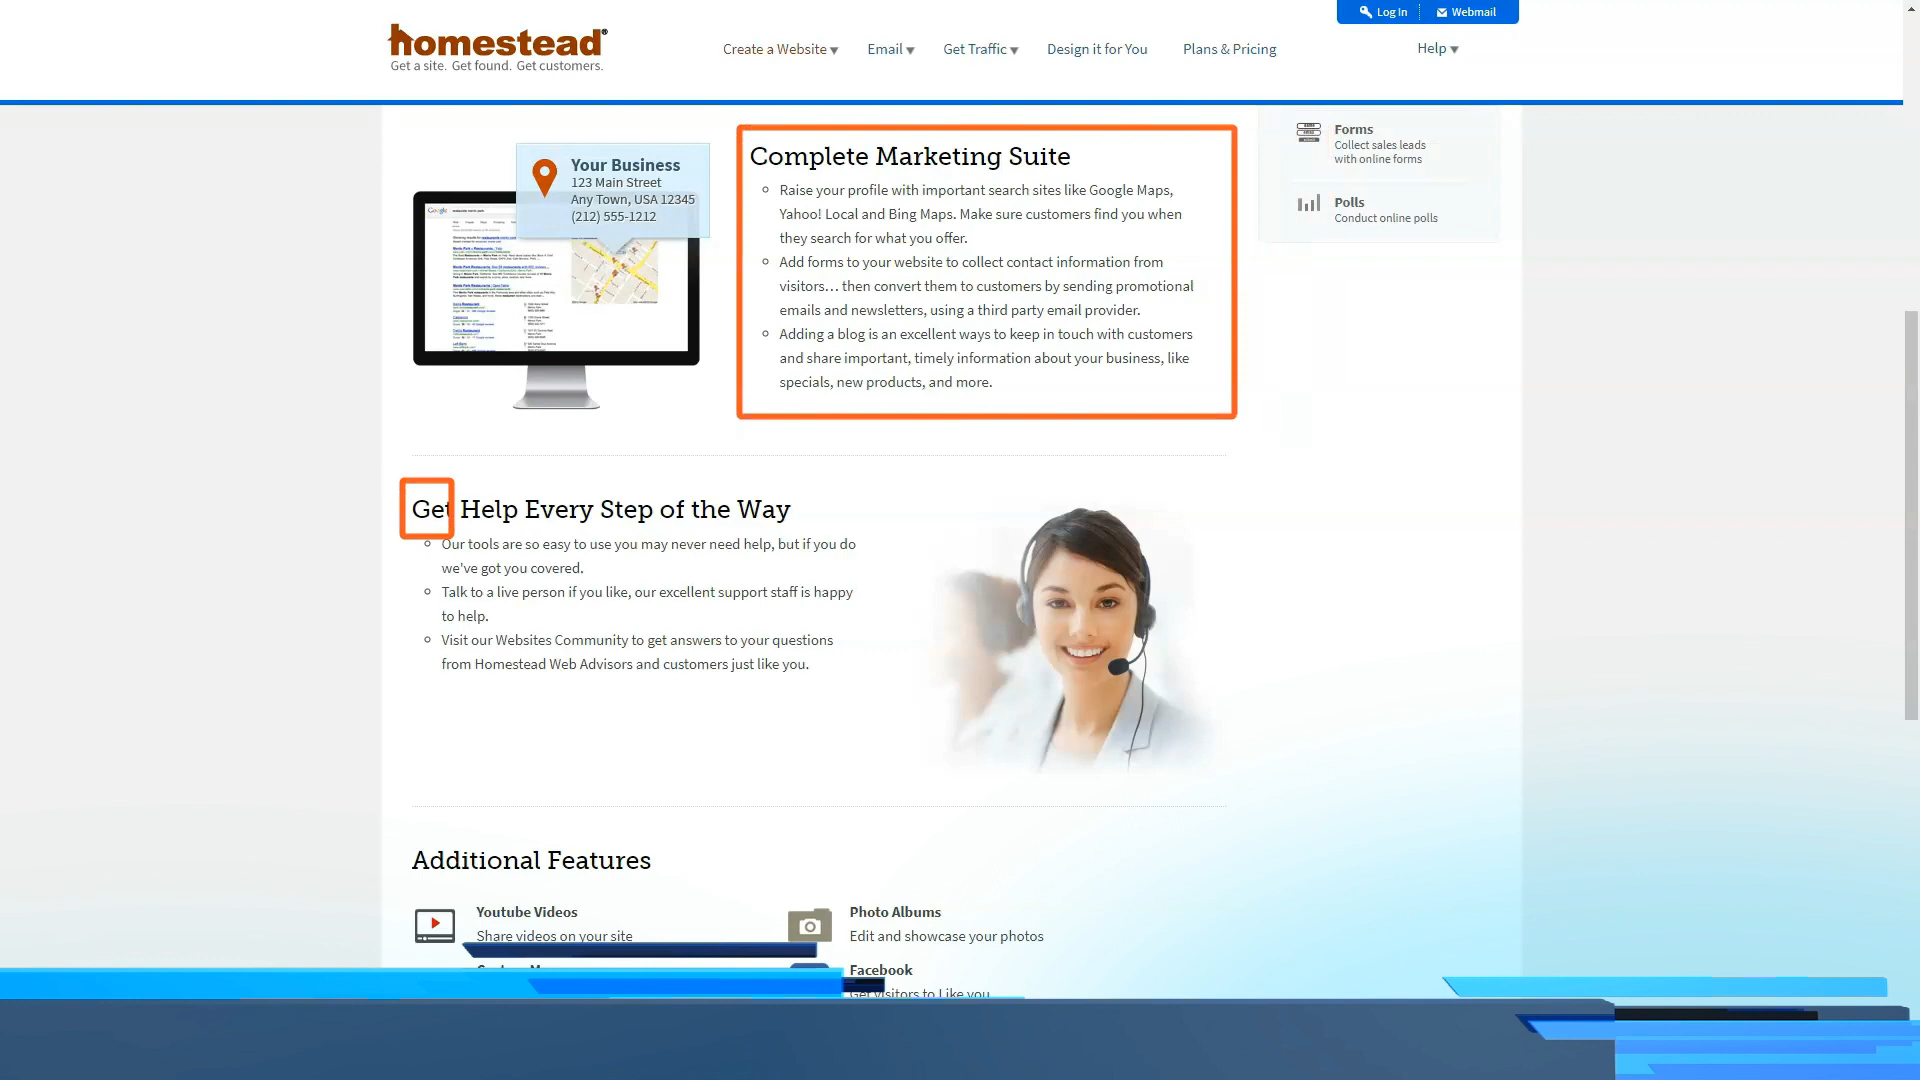 Log In
Webmail
homestead®
Get a site. Get found. Get customers.
Create a Website
Email
Get Traffic
Design it for You
Plans & Pricing
Help
Your Business
123 Main Street
Any Town, USA 12345
(212) 555-1212
Google
Complete Marketing Suite
Raise your profile with important search sites like Google Maps,
Yahoo! Local and Bing Maps. Make sure customers find you when
they search for what you offer.
Add forms to your website to collect contact information from
visitors… then convert them to customers by sending promotional
emails and newsletters, using a third party email provider.
Adding a blog is an excellent ways to keep in touch with customers
and share important, timely information about your business, like
specials, new products, and more.
Forms
Collect sales leads
with online forms
Polls
Conduct online polls
Get Help Every Step of the Way
Our tools are so easy to use you may never need help, but if you do
we've got you covered.
Talk to a live person if you like, our excellent support staff is happy
to help.
Visit our Websites Community to get answers to your questions
from Homestead Web Advisors and customers just like you.
Additional Features
Youtube Videos
Share videos on your site
Photo Albums
Edit and showcase your photos
Facebook
Get visitors to Like you